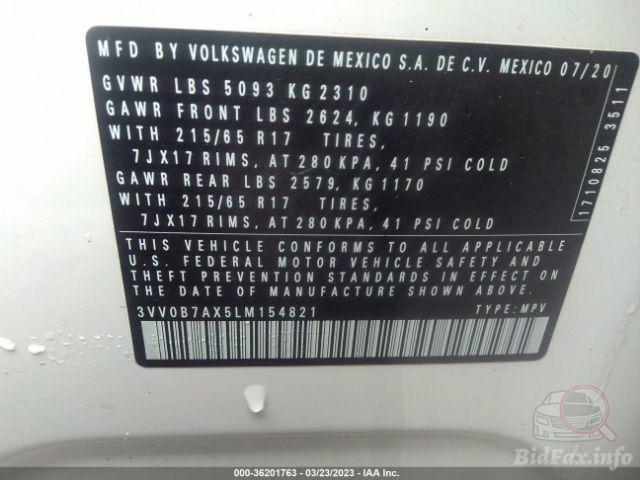 MFD BY VOLKSWAGEN DE MEXICO S.A. DE C.V. MEXICO 07/20
GVWR LBS 5093 KG 2310
GAWR FRONT LBS 2624, KG 1190
WITH 215/65 R17 TIRES,
7JX17 RIMS, AT 280 KPA, 41 PSI COLD
GAWR REAR LBS 2579, KG 1170
WITH 215/65 R17 TIRES,
7JX17 RIMS, AT 280 KPA, 41 PSI COLD
1710825 3511
THIS VEHICLE CONFORMS TO ALL APPLICABLE
U.S. FEDERAL MOTOR VEHICLE SAFETY AND
THEFT PREVENTION STANDARDS IN EFFECT ON
THE DATE OF MANUFACTURE SHOWN ABOVE.
3VV0B7AX5LM154821 TYPE: MPV
BidFax.info
000-36201763 - 03/23/2023 - IAA Inc.